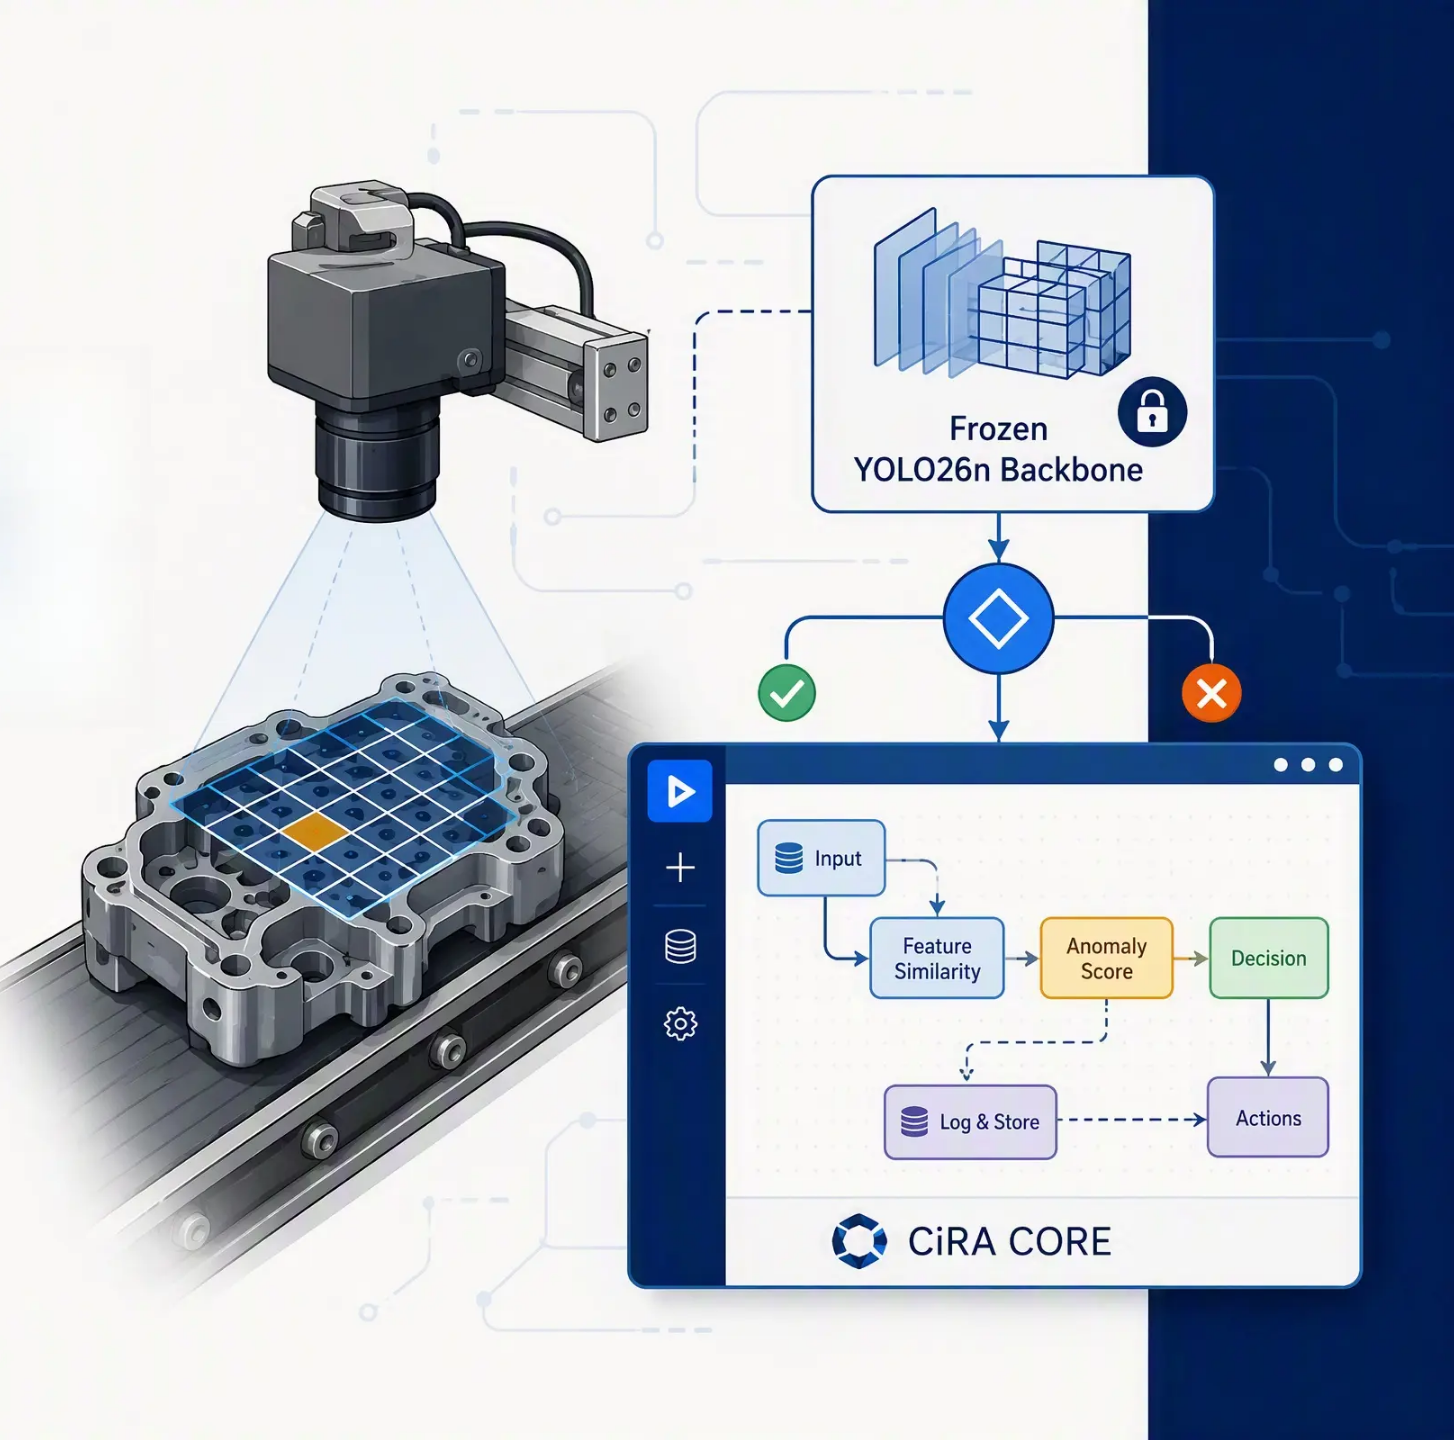 Frozen
YOLO26n Backbone
Input
Feature
Similarity
Anomaly
Score
Decision
Log & Store
Actions
CiRA CORE